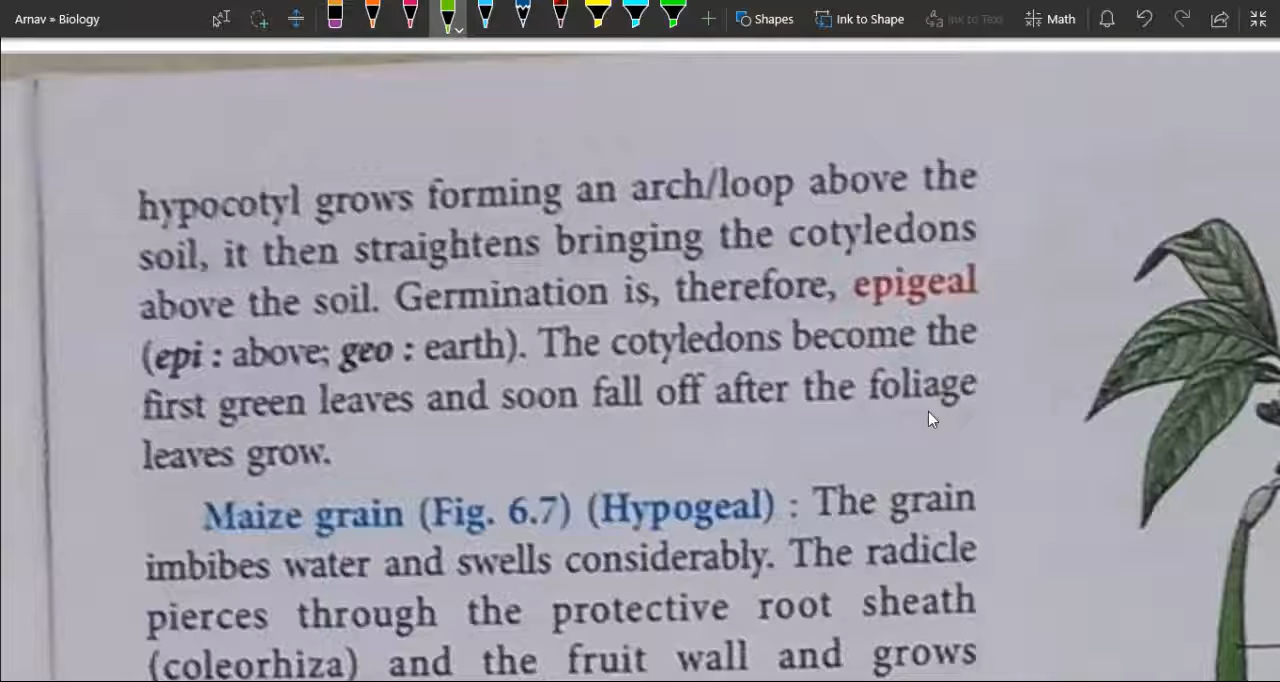 Arnav » Biology
Shapes
Ink to Shape
Ink to Text
Math
hypocotyl grows forming an arch/loop above the
soil, it then straightens bringing the cotyledons
above the soil. Germination is, therefore, epigeal
(epi : above; geo : earth). The cotyledons become the
first green leaves and soon fall off after the foliage
leaves grow.
Maize grain (Fig. 6.7) (Hypogeal) : The grain
imbibes water and swells considerably. The radicle
pierces through the protective root sheath
(coleorhiza) and the fruit wall and grows